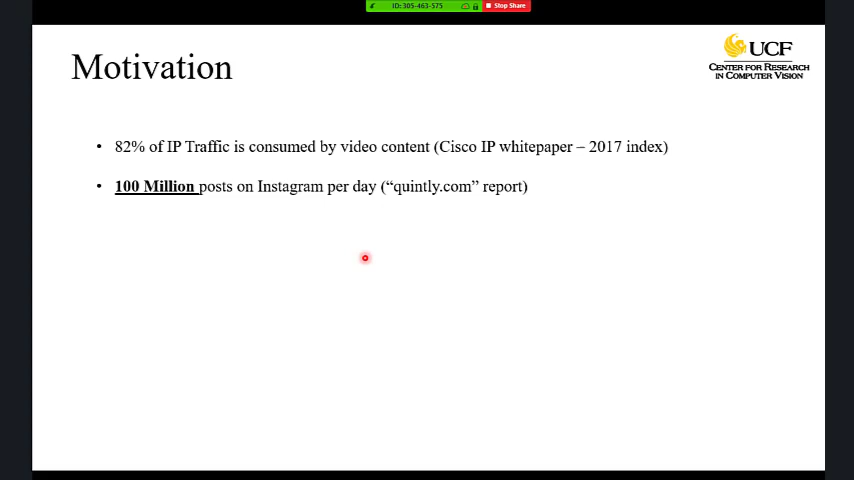 ID:305-463-575
Stop Share
UCF
CENTER FOR RESEARCH
IN COMPUTER VISION
Motivation
• 82% of IP Traffic is consumed by video content (Cisco IP whitepaper – 2017 index)
• 100 Million posts on Instagram per day (“quintly.com” report)